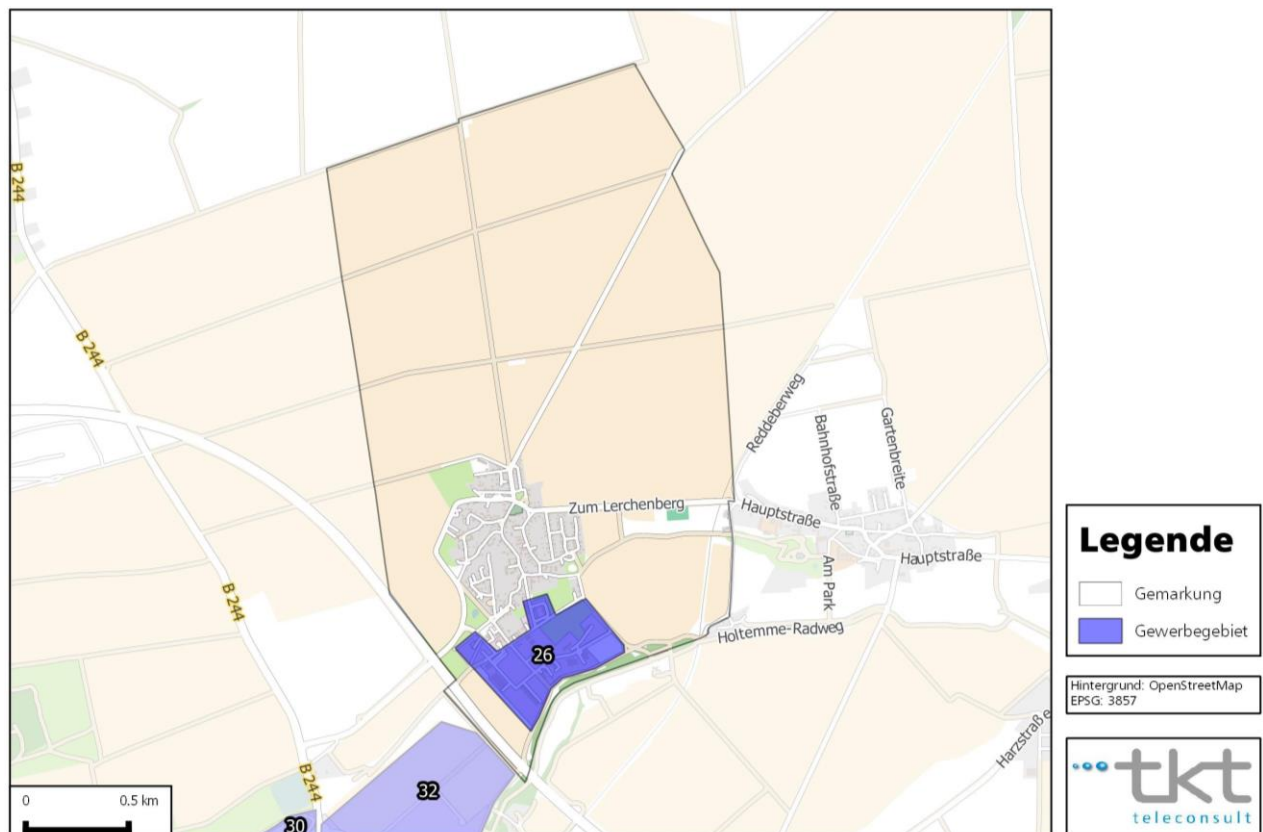 B 244
B 244
Reddeberweg
Bahnhofstraße
Gartenbreite
Zum Lerchenberg
Hauptstraße
Hauptstraße
Am Park
B 244
Holtemme-Radweg
26
Harzstraße
B 244
32
30
0 0.5 km
Legende
Gemarkung
Gewerbegebiet
Hintergrund: OpenStreetMap
EPSG: 3857
tkt
teleconsult